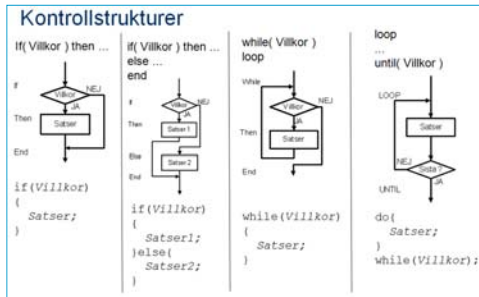 Kontrollstrukturer
If( Villkor ) then ...
If
Villkor
NEJ
JA
Then
Satser
End
if(Villkor)
{
Satser;
}
if( Villkor ) then ...
else ...
end
If
Villkor
NEJ
JA
Then
Satser 1
Else
Satser 2
End
if(Villkor)
{
Satser1;
}else{
Satser2;
}
while( Villkor )
loop
While
Villkor
NEJ
JA
Then
Satser
End
while(Villkor)
{
Satser;
}
loop
...
until( Villkor )
LOOP
Satser
NEJ
Sista ?
JA
UNTIL
do{
Satser;
}
while(Villkor);